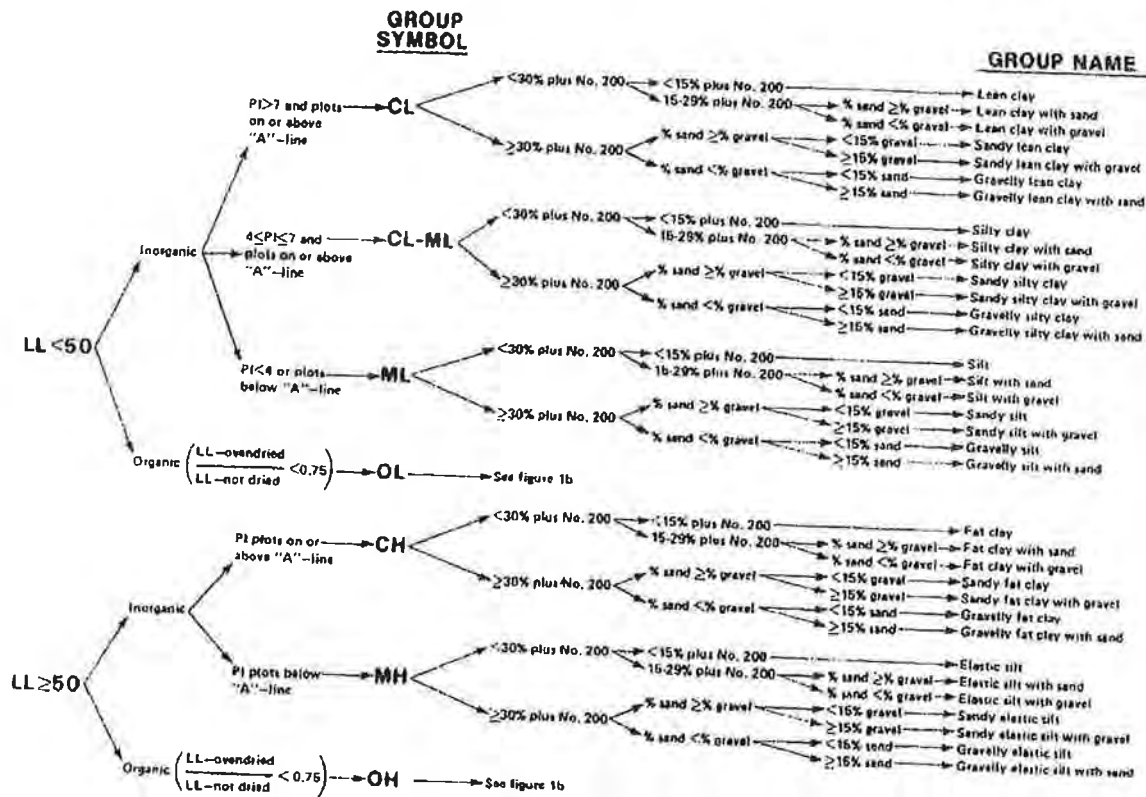 GROUP
SYMBOL
GROUP NAME
LL <50
Inorganic
PI>7 and plots
on or above
"A"—line
CL
<30% plus No. 200
<15% plus No. 200
Lean clay
15-29% plus No. 200
% sand ≥% gravel
Lean clay with sand
% sand <% gravel
Lean clay with gravel
≥30% plus No. 200
% sand ≥% gravel
<15% gravel
Sandy lean clay
≥15% gravel
Sandy lean clay with gravel
% sand <% gravel
<15% sand
Gravelly lean clay
≥15% sand
Gravelly lean clay with sand
4≤PI≤7 and
plots on or above
"A"—line
CL-ML
<30% plus No. 200
<15% plus No. 200
Silty clay
15-29% plus No. 200
% sand ≥% gravel
Silty clay with sand
% sand <% gravel
Silty clay with gravel
≥30% plus No. 200
% sand ≥% gravel
<15% gravel
Sandy silty clay
≥15% gravel
Sandy silty clay with gravel
% sand <% gravel
<15% sand
Gravelly silty clay
≥15% sand
Gravelly silty clay with sand
PI<4 or plots
below "A"—line
ML
<30% plus No. 200
<15% plus No. 200
Silt
15-29% plus No. 200
% sand ≥% gravel
Silt with sand
% sand <% gravel
Silt with gravel
≥30% plus No. 200
% sand ≥% gravel
<15% gravel
Sandy silt
≥15% gravel
Sandy silt with gravel
% sand <% gravel
<15% sand
Gravelly silt
≥15% sand
Gravelly silt with sand
Organic (LL—ovendried / LL—not dried <0.75)
OL
See figure 1b
LL≥50
Inorganic
PI plots on or
above "A"—line
CH
<30% plus No. 200
<15% plus No. 200
Fat clay
15-29% plus No. 200
% sand ≥% gravel
Fat clay with sand
% sand <% gravel
Fat clay with gravel
≥30% plus No. 200
% sand ≥% gravel
<15% gravel
Sandy fat clay
≥15% gravel
Sandy fat clay with gravel
% sand <% gravel
<15% sand
Gravelly fat clay
≥15% sand
Gravelly fat clay with sand
PI plots below
"A"—line
MH
<30% plus No. 200
<15% plus No. 200
Elastic silt
15-29% plus No. 200
% sand ≥% gravel
Elastic silt with sand
% sand <% gravel
Elastic silt with gravel
≥30% plus No. 200
% sand ≥% gravel
<15% gravel
Sandy elastic silt
≥15% gravel
Sandy elastic silt with gravel
% sand <% gravel
<15% sand
Gravelly elastic silt
≥15% sand
Gravelly elastic silt with sand
Organic (LL—ovendried / LL—not dried <0.75)
OH
See figure 1b